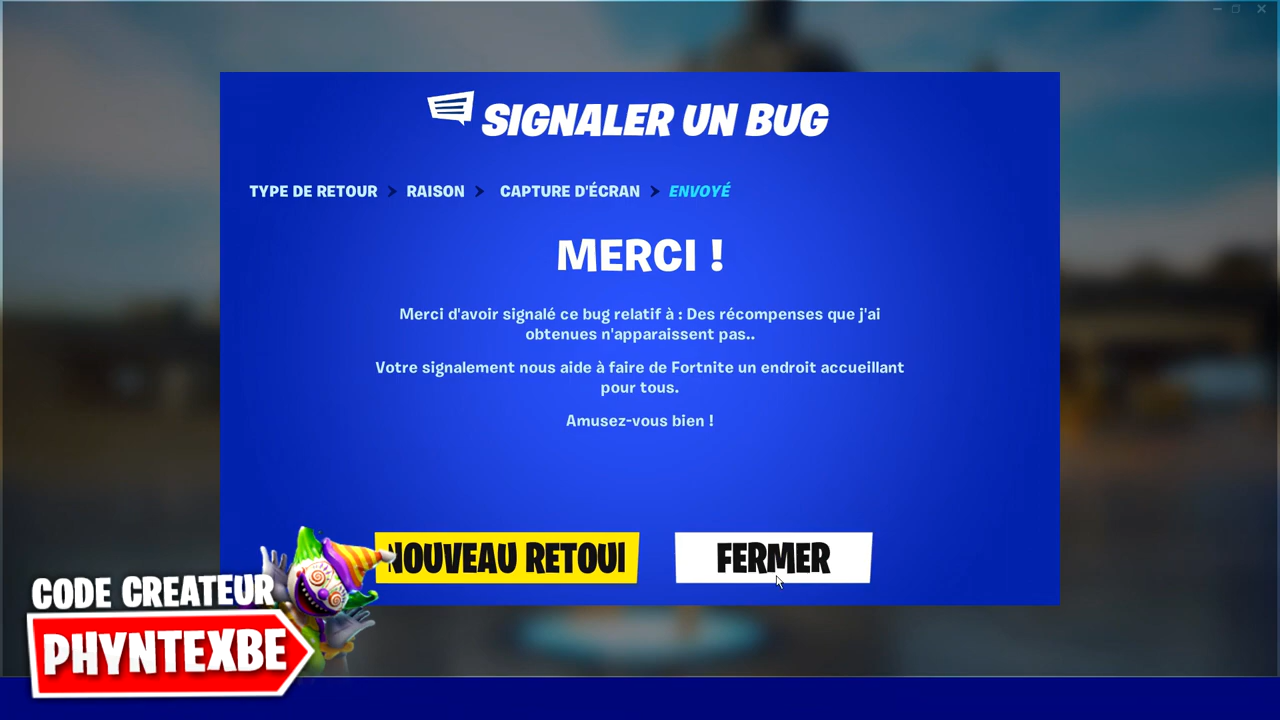 SIGNALER UN BUG
TYPE DE RETOUR > RAISON > CAPTURE D'ÉCRAN > ENVOYÉ
MERCI !
Merci d'avoir signalé ce bug relatif à : Des récompenses que j'ai
obtenues n'apparaissent pas..
Votre signalement nous aide à faire de Fortnite un endroit accueillant
pour tous.
Amusez-vous bien !
NOUVEAU RETOUR
FERMER
CODE CREATEUR
PHYNTEXBE